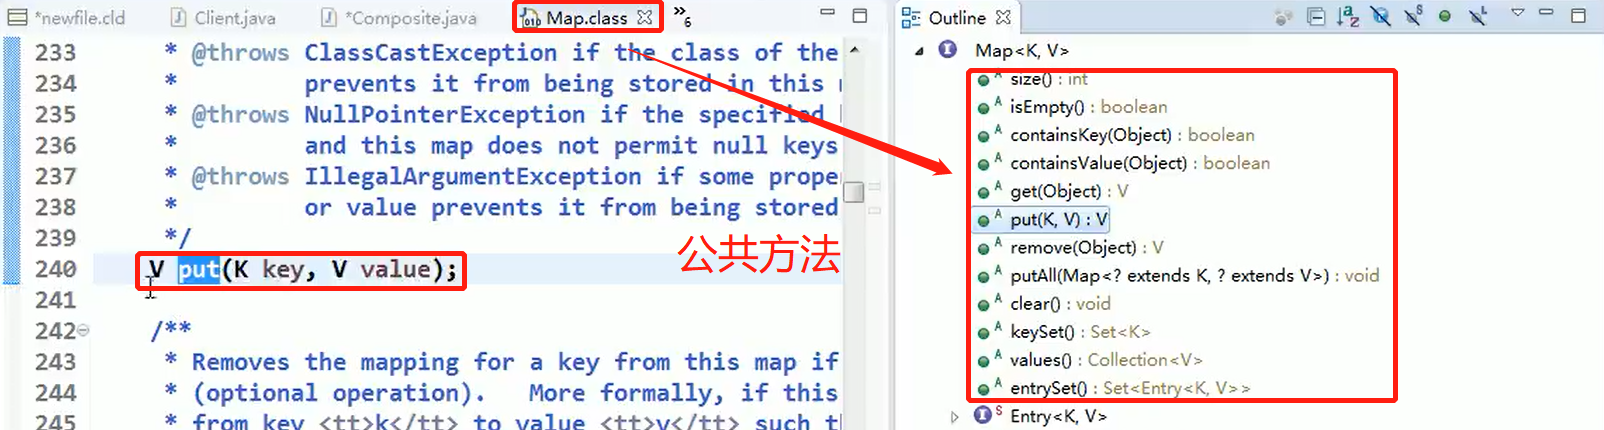 *newfile.cld
Client.java
*Composite.java
Map.class
»6
233 * @throws ClassCastException if the class of the
234 * prevents it from being stored in this
235 * @throws NullPointerException if the specified
236 * and this map does not permit null keys
237 * @throws IllegalArgumentException if some prope
238 * or value prevents it from being stored
239 */
240 V put(K key, V value);
241
242 /**
243 * Removes the mapping for a key from this map if
244 * (optional operation). More formally, if this
245 * from key <tt>k</tt> to value <tt>v</tt> such
公共方法
Outline
Map<K, V>
size() : int
isEmpty() : boolean
containsKey(Object) : boolean
containsValue(Object) : boolean
get(Object) : V
put(K, V) : V
remove(Object) : V
putAll(Map<? extends K, ? extends V>) : void
clear() : void
keySet() : Set<K>
values() : Collection<V>
entrySet() : Set<Entry<K, V>>
Entry<K, V>